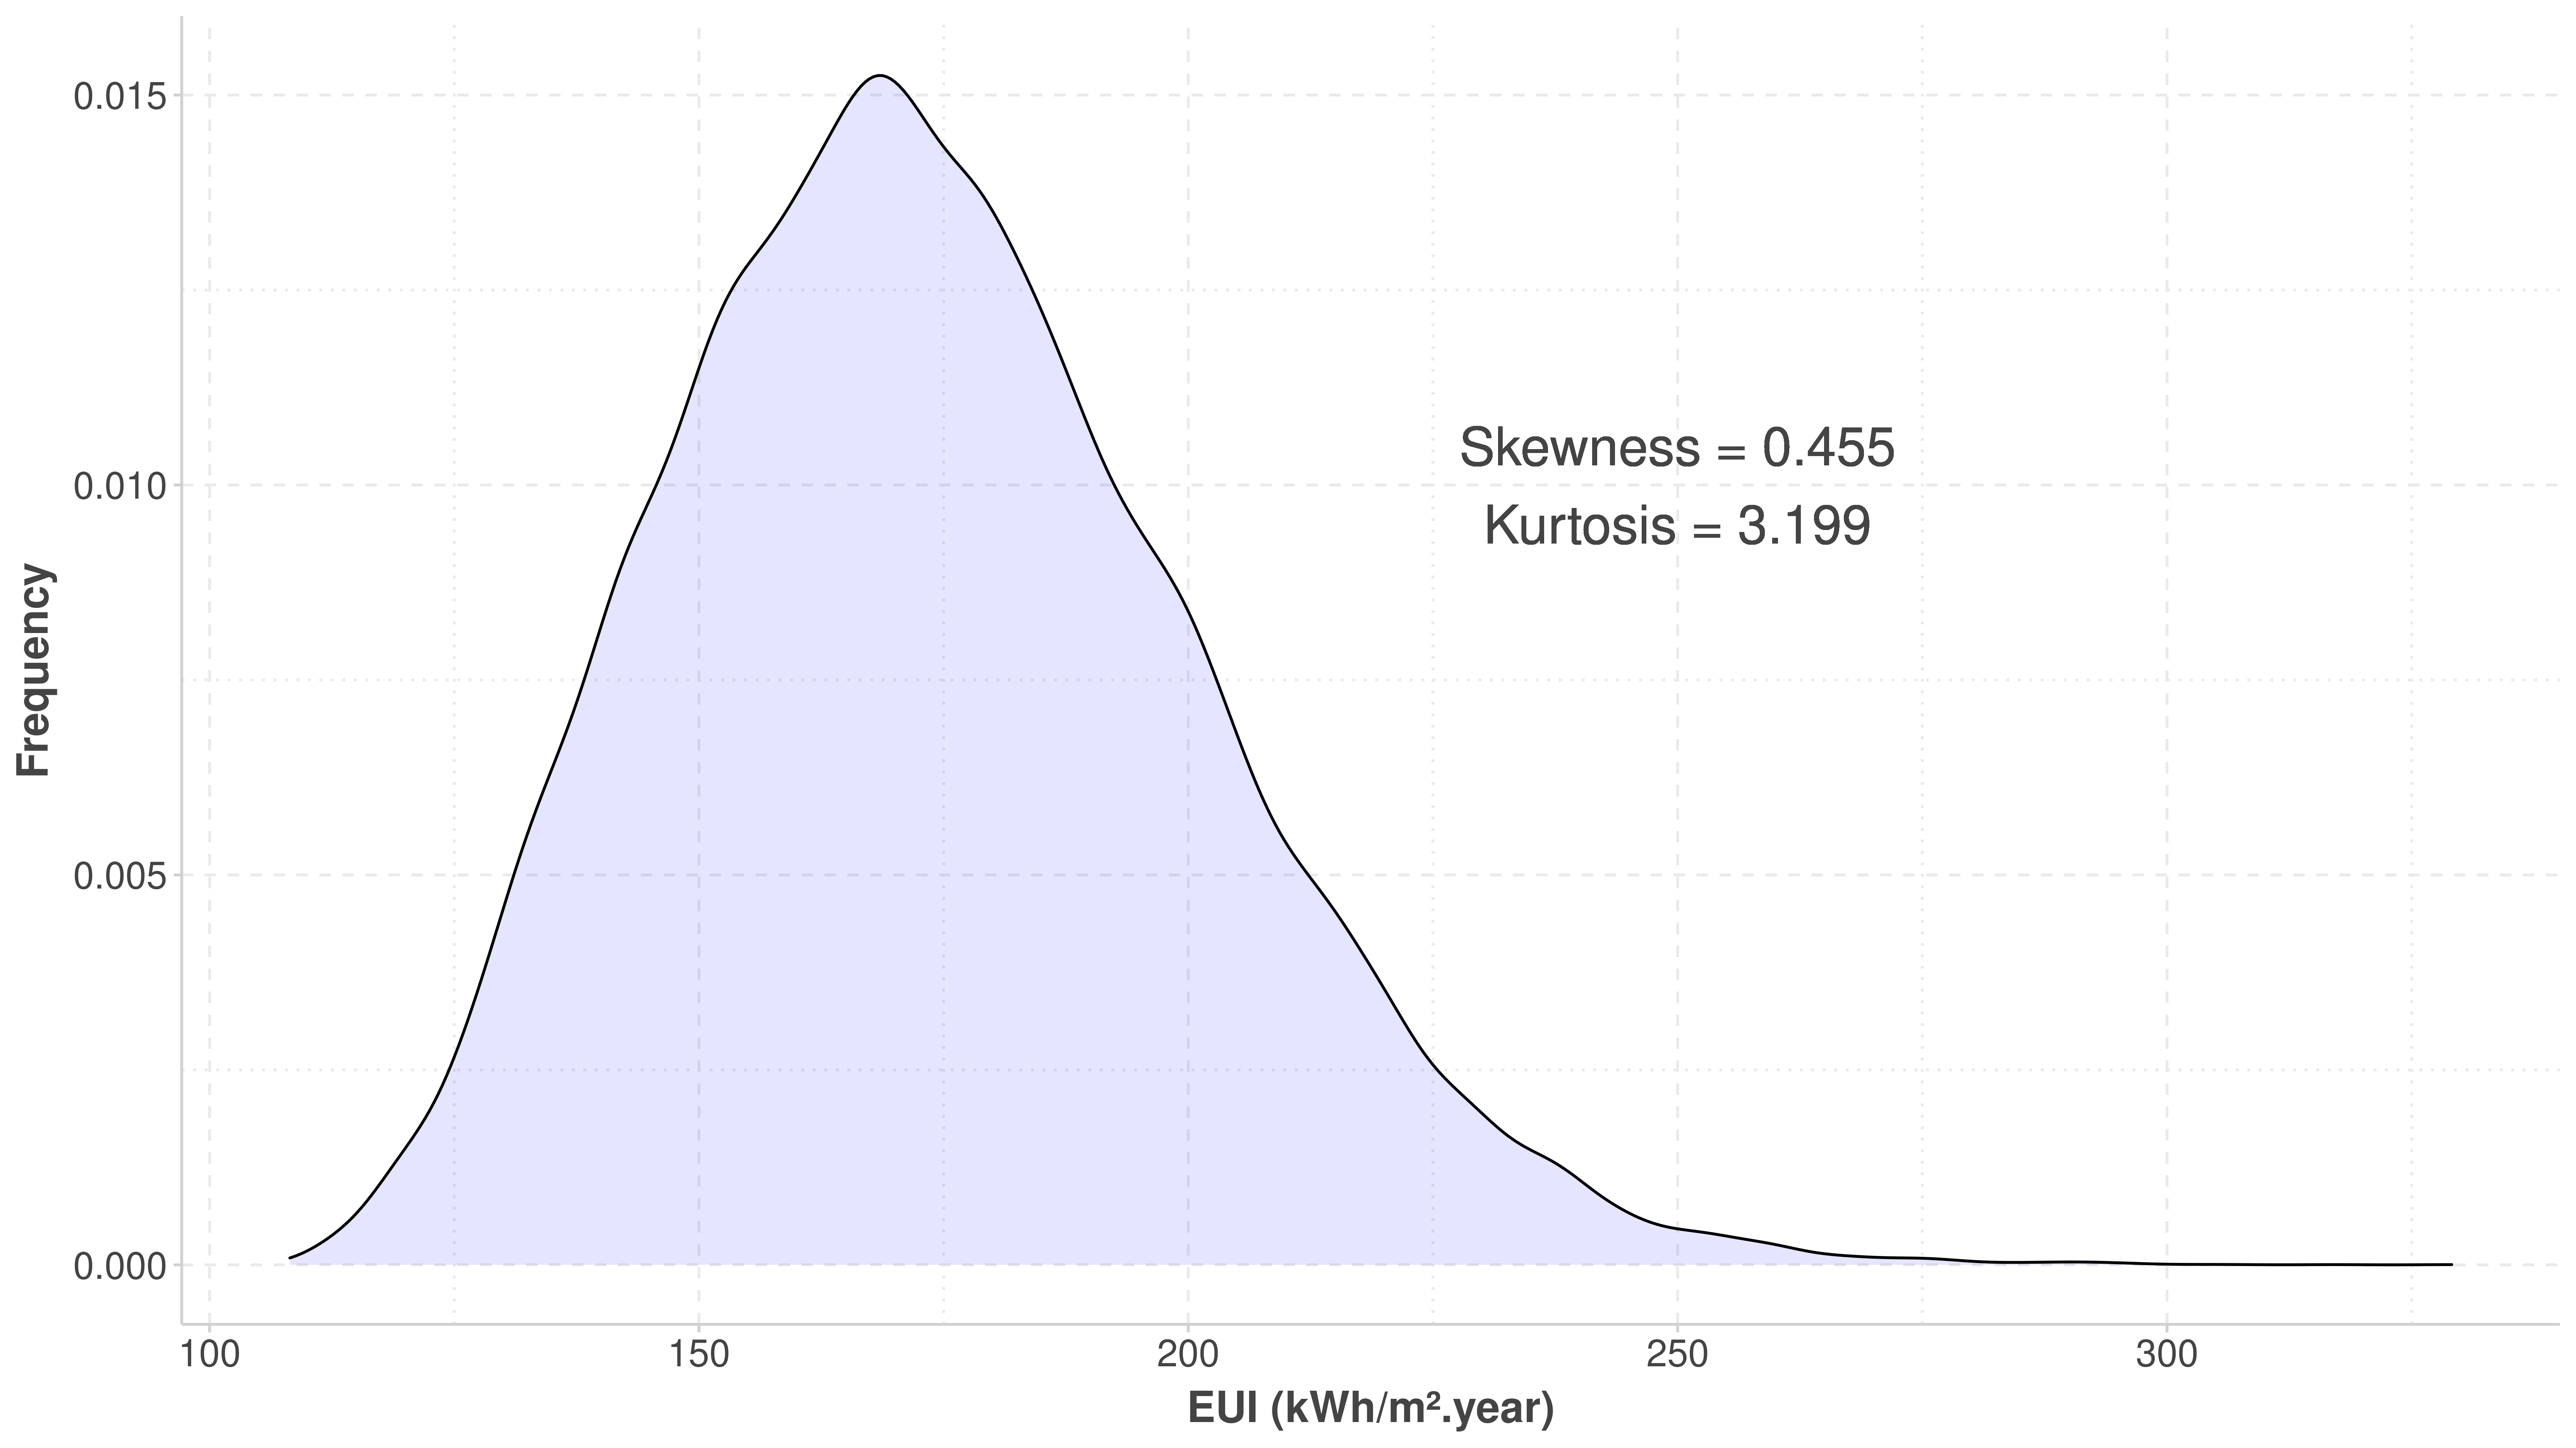 0.015
0.010
0.005
0.000
Frequency
Skewness = 0.455
Kurtosis = 3.199
100 150 200 250 300
EUI (kWh/m².year)